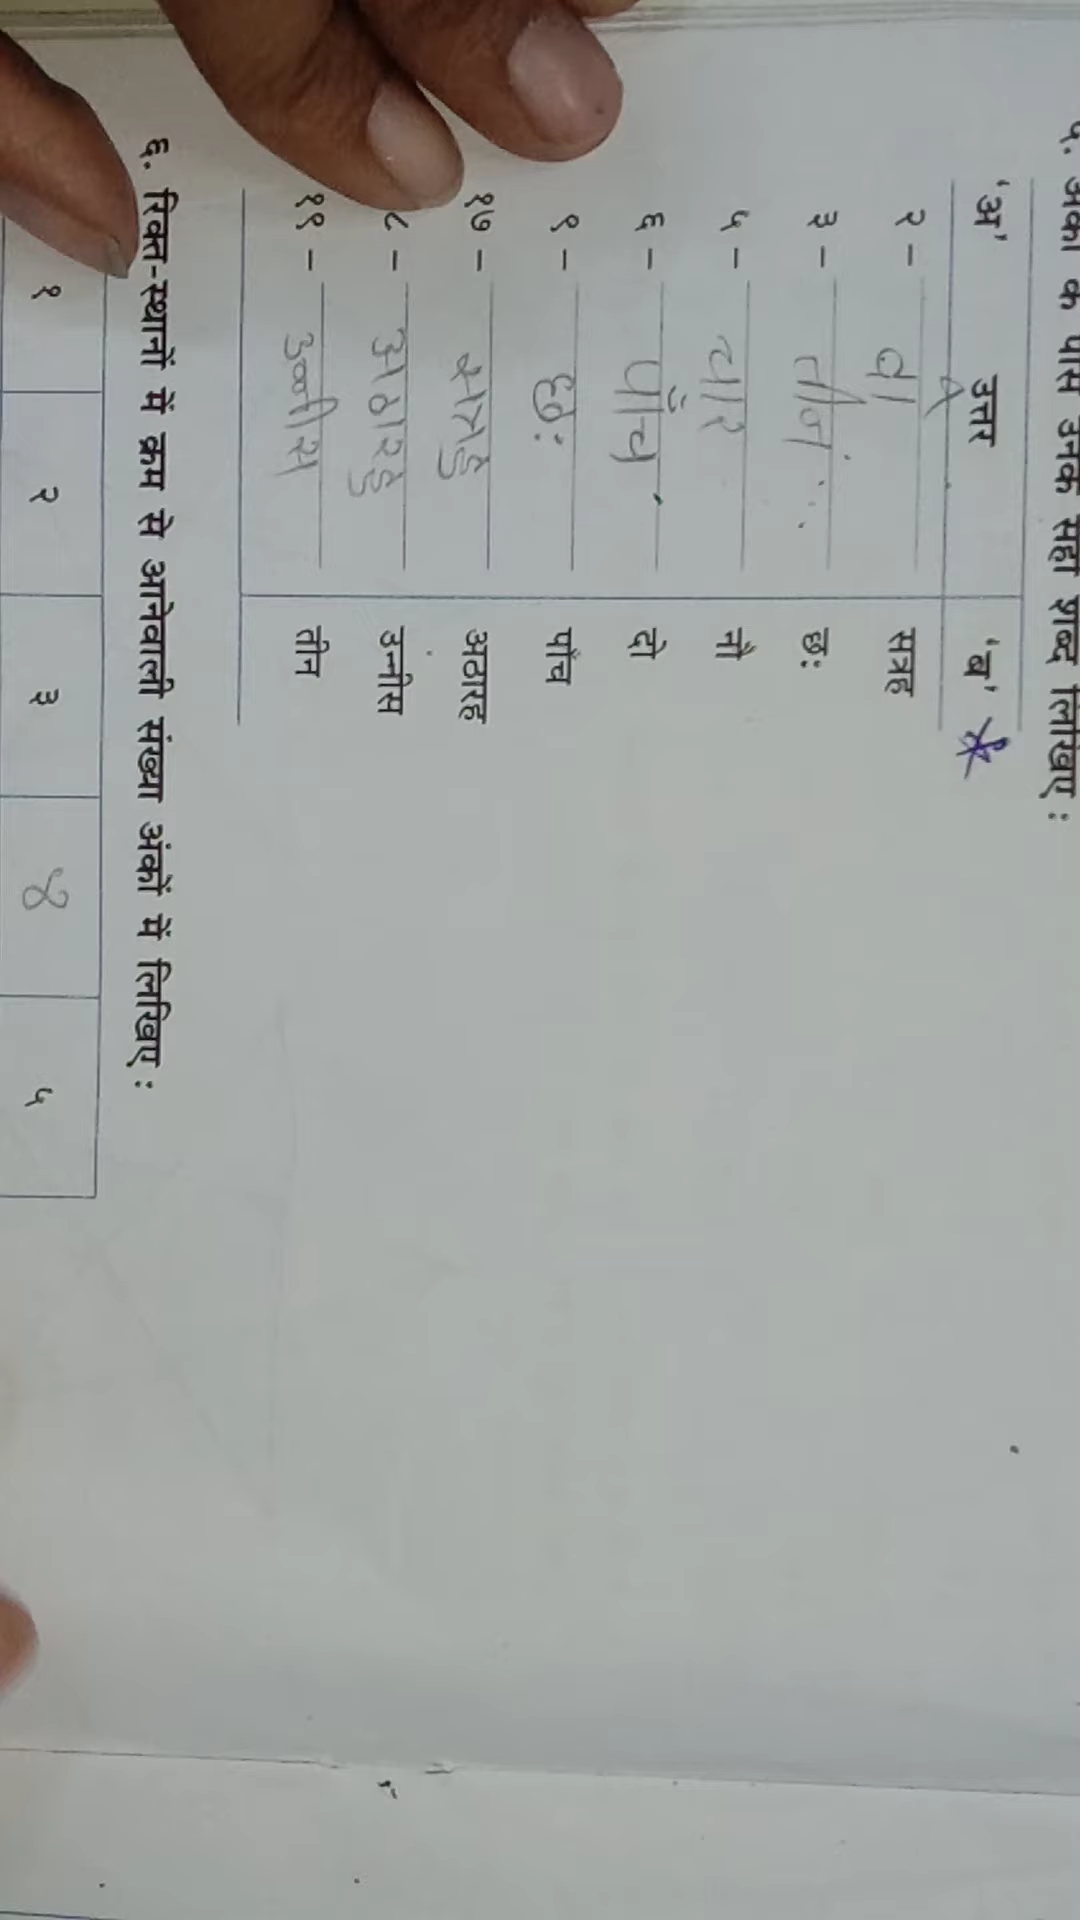 ५. अंकों के पास उनके सही शब्द लिखिए :
'अ' उत्तर 'ब'
२ – दो सत्रह
३ – तीन छः
५ – चार नौ
६ – पाँच दो
९ – छः पाँच
१७ – सत्रह अठारह
८ – अठारह उन्नीस
१९ – उन्नीस तीन
६. रिक्त-स्थानों में क्रम से आनेवाली संख्या अंकों में लिखिए :
१ २ ३ ४ ५